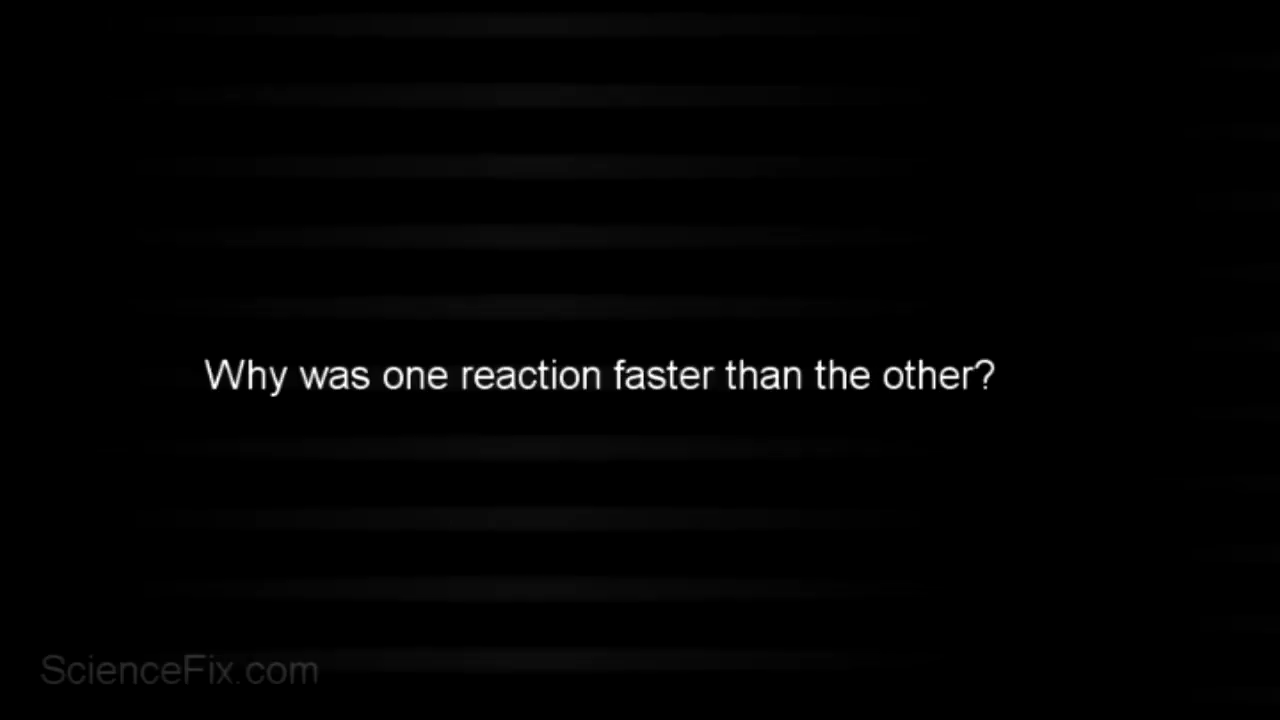 Why was one reaction faster than the other?
ScienceFix.com